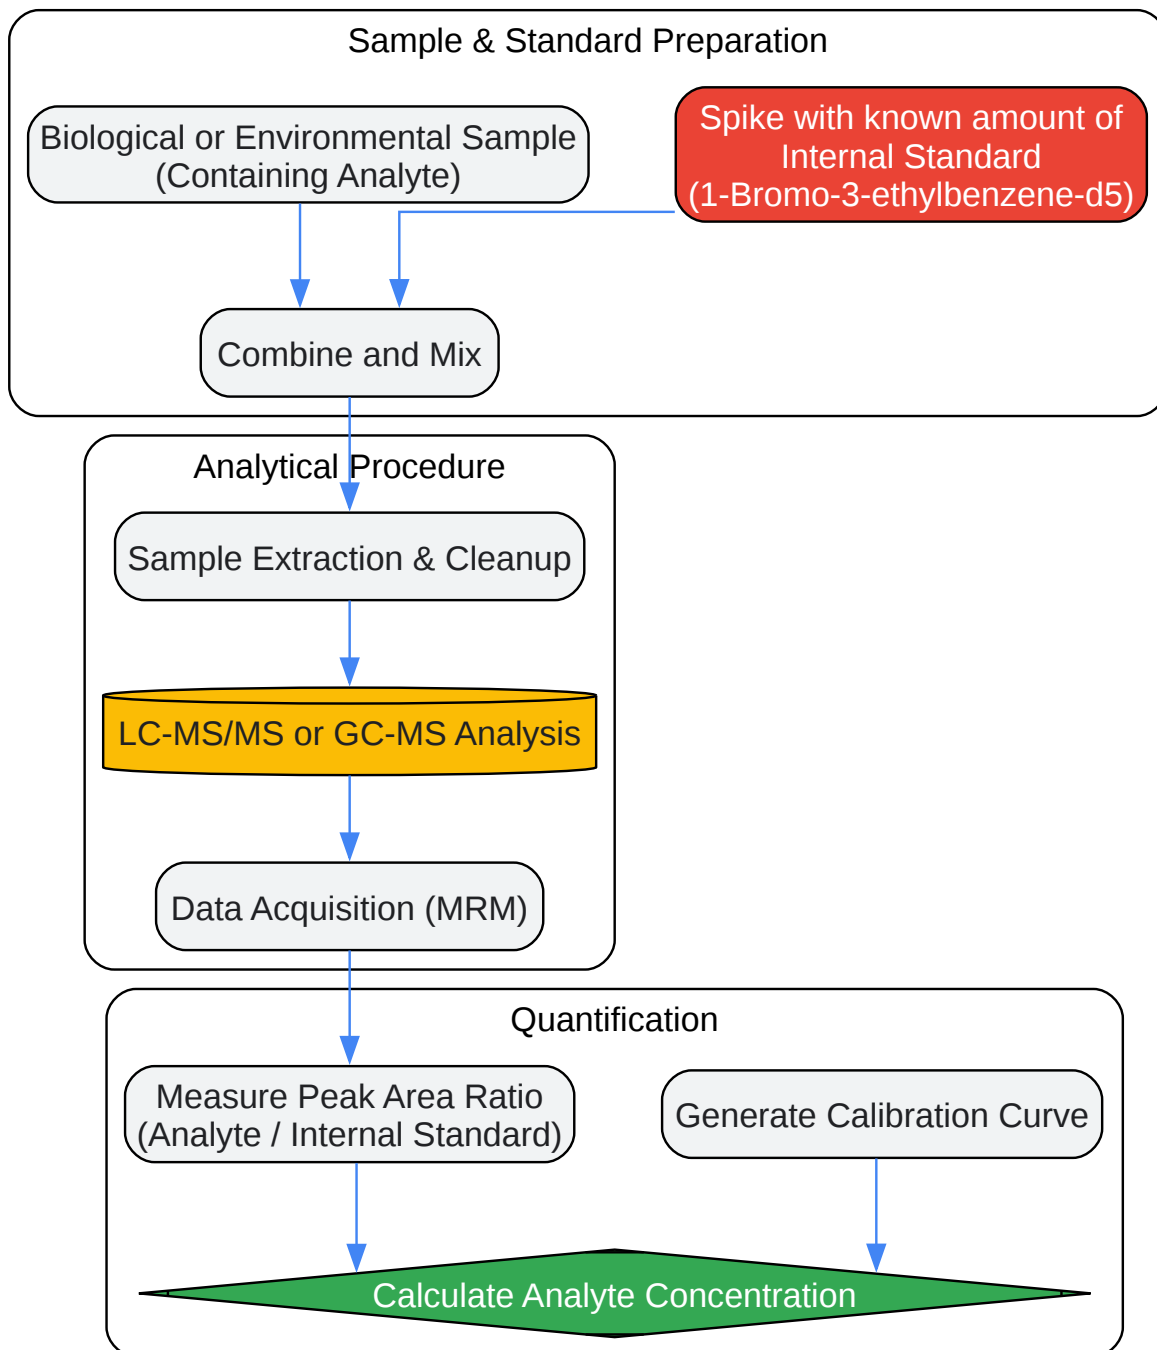 Sample & Standard Preparation
Biological or Environmental Sample
(Containing Analyte)
Spike with known amount of
Internal Standard
(1-Bromo-3-ethylbenzene-d5)
Combine and Mix
Analytical Procedure
Sample Extraction & Cleanup
LC-MS/MS or GC-MS Analysis
Data Acquisition (MRM)
Quantification
Measure Peak Area Ratio
(Analyte / Internal Standard)
Generate Calibration Curve
Calculate Analyte Concentration